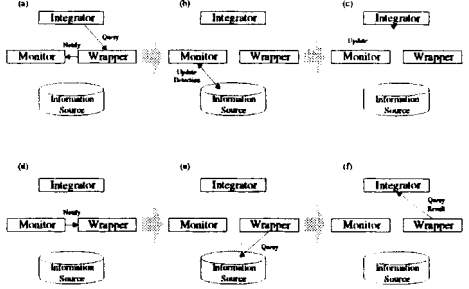 (a)
Integrator
Query
Notify
Monitor
Wrapper
Information
Source
(b)
Integrator
Monitor
Wrapper
Update
Detection
Information
Source
(c)
Integrator
Update
Monitor
Wrapper
Information
Source
(d)
Integrator
Notify
Monitor
Wrapper
Information
Source
(e)
Integrator
Monitor
Wrapper
Query
Information
Source
(f)
Integrator
Query
Result
Monitor
Wrapper
Information
Source